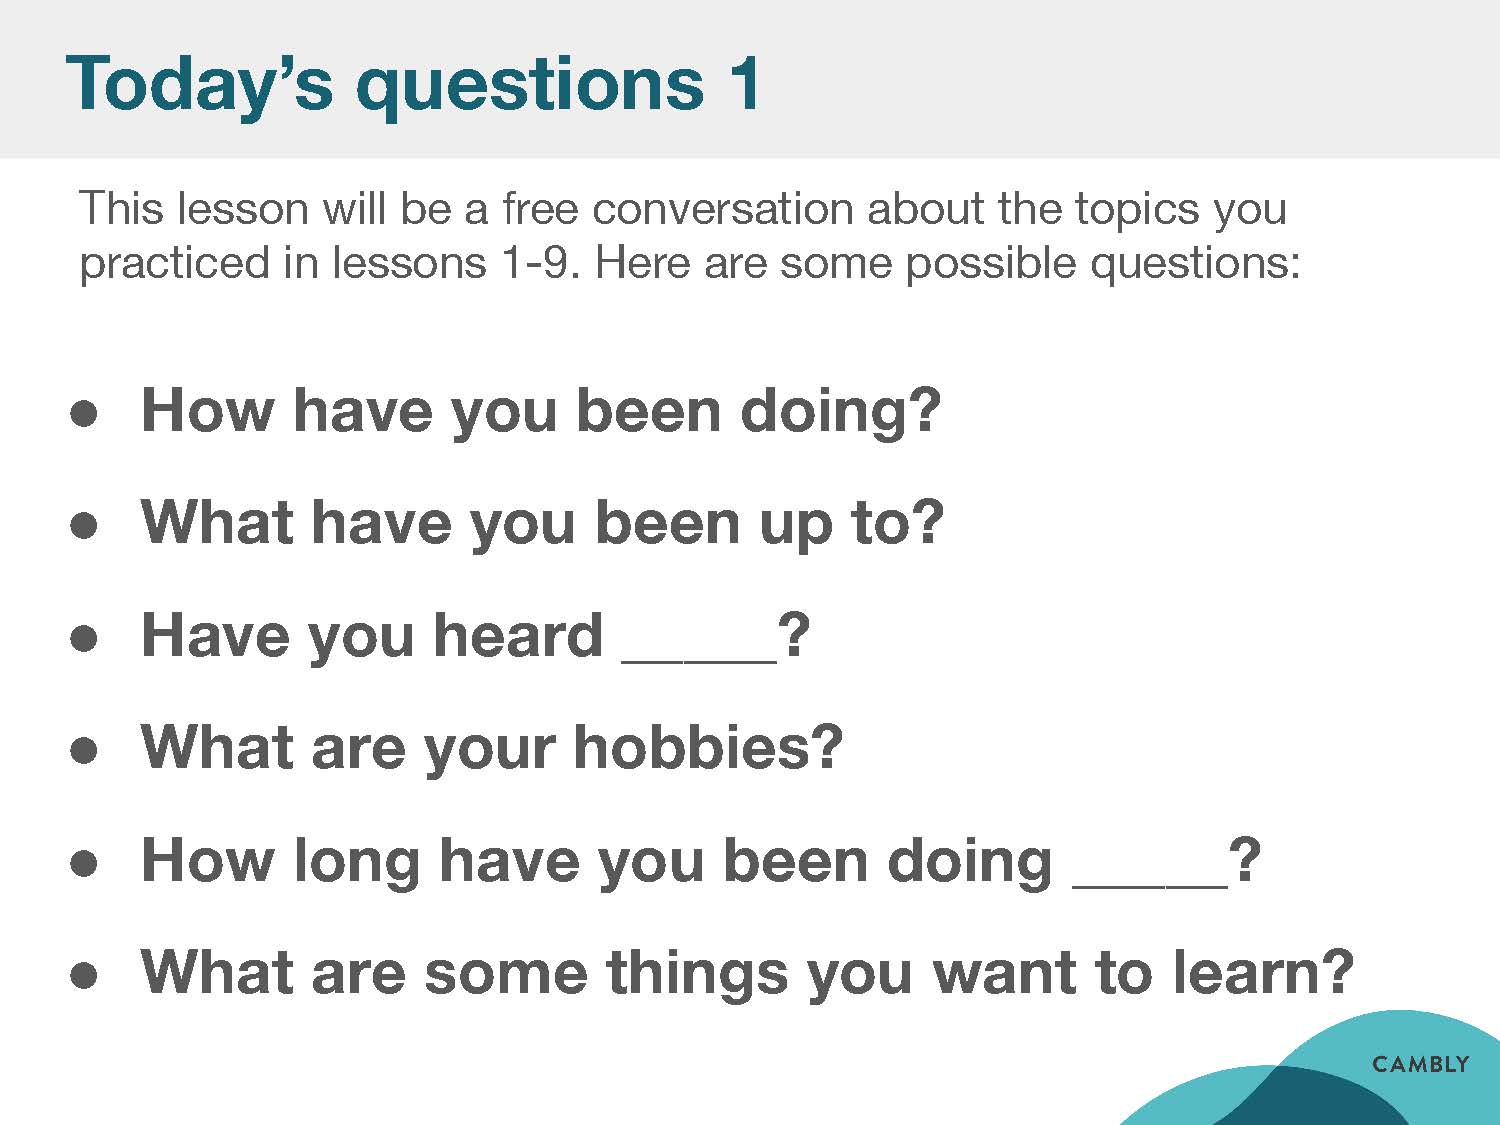 Today’s questions 1
This lesson will be a free conversation about the topics you
practiced in lessons 1-9. Here are some possible questions:
● How have you been doing?
● What have you been up to?
● Have you heard _____?
● What are your hobbies?
● How long have you been doing _____?
● What are some things you want to learn?
CAMBLY